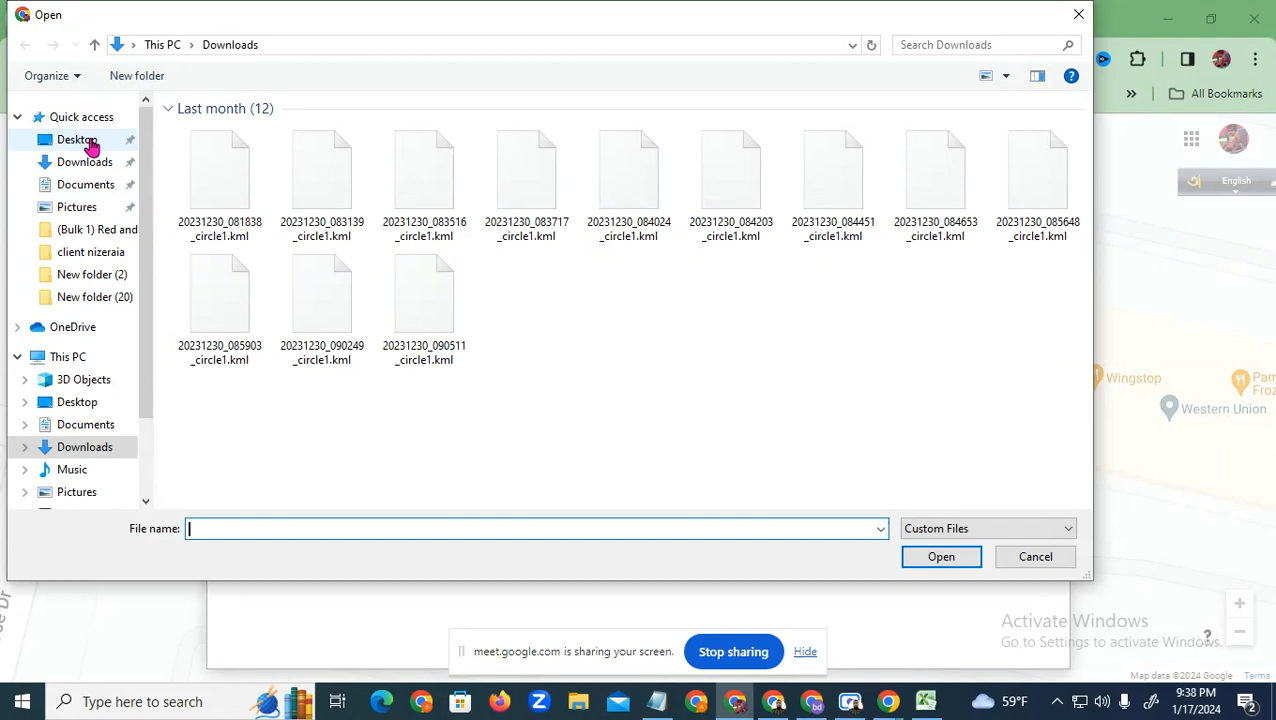 Open
This PC
Downloads
Search Downloads
Organize
New folder
All Bookmarks
Quick access
Desktop
Downloads
Documents
Pictures
(Bulk 1) Red and
client nizeraia
New folder (2)
New folder (20)
OneDrive
This PC
3D Objects
Desktop
Documents
Downloads
Music
Pictures
Last month (12)
20231230_081838
_circle1.kml
20231230_083139
_circle1.kml
20231230_083516
_circle1.kml
20231230_083717
_circle1.kml
20231230_084024
_circle1.kml
20231230_084203
_circle1.kml
20231230_084451
_circle1.kml
20231230_084653
_circle1.kml
20231230_085648
_circle1.kml
20231230_085903
_circle1.kml
20231230_090249
_circle1.kml
20231230_090511
_circle1.kml
File name:
Custom Files
Open
Cancel
English
Wingstop
Western Union
Activate Windows
Go to Settings to activate Windows.
meet.google.com is sharing your screen.
Stop sharing
Hide
Map data ©2024 Google
Terms
Type here to search
59°F
9:38 PM
1/17/2024
2